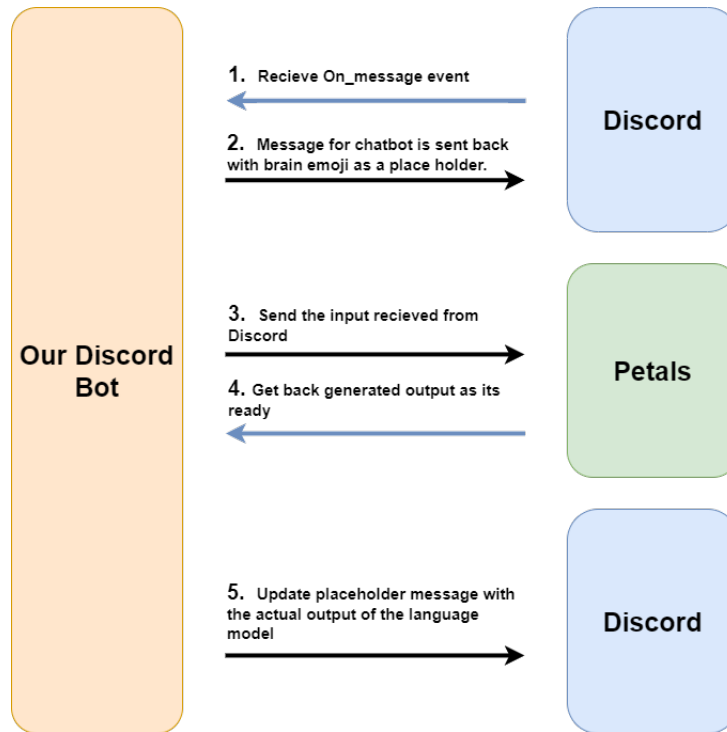 1. Recieve On_message event
Discord
2. Message for chatbot is sent back
with brain emoji as a place holder.
Our Discord
Bot
3. Send the input recieved from
Discord
Petals
4. Get back generated output as its
ready
5. Update placeholder message with
the actual output of the language
model
Discord